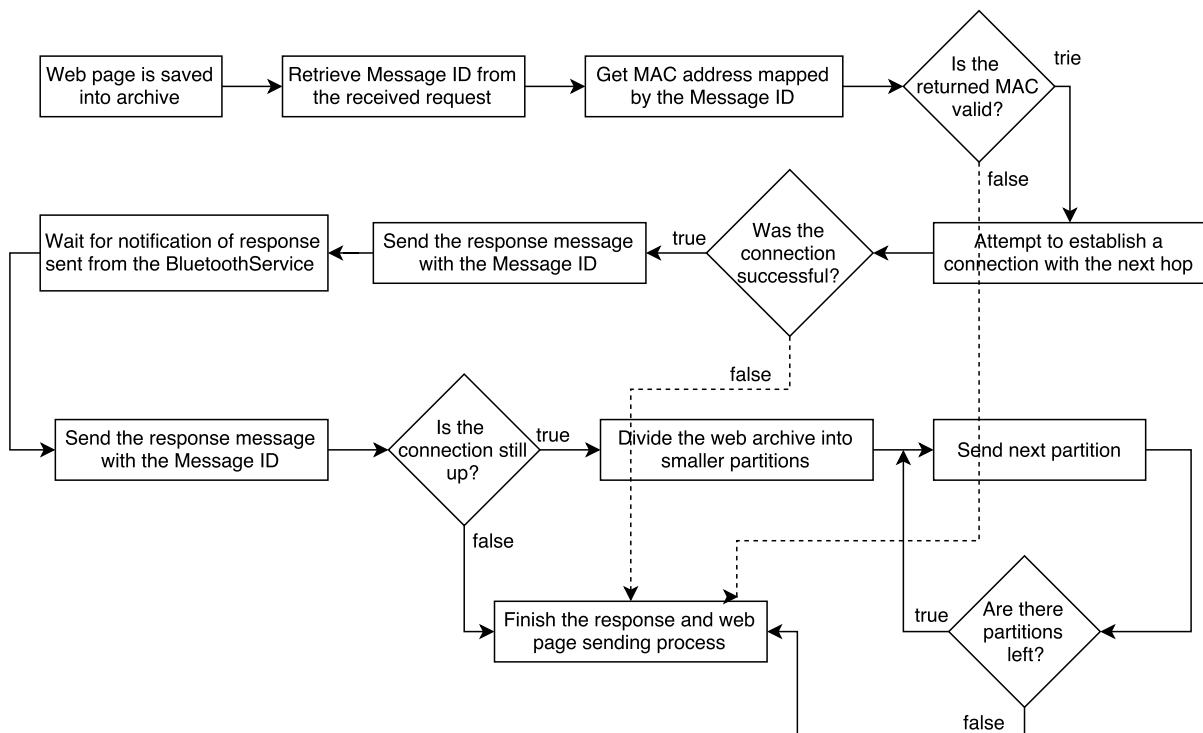 Web page is saved
into archive
Retrieve Message ID from
the received request
Get MAC address mapped
by the Message ID
Is the
returned MAC
valid?
trie
false
Wait for notification of response
sent from the BluetoothService
Send the response message
with the Message ID
true
Was the
connection
successful?
Attempt to establish a
connection with the next hop
false
Send the response message
with the Message ID
Is the
connection still
up?
true
Divide the web archive into
smaller partitions
Send next partition
false
Finish the response and web
page sending process
true
Are there
partitions
left?
false